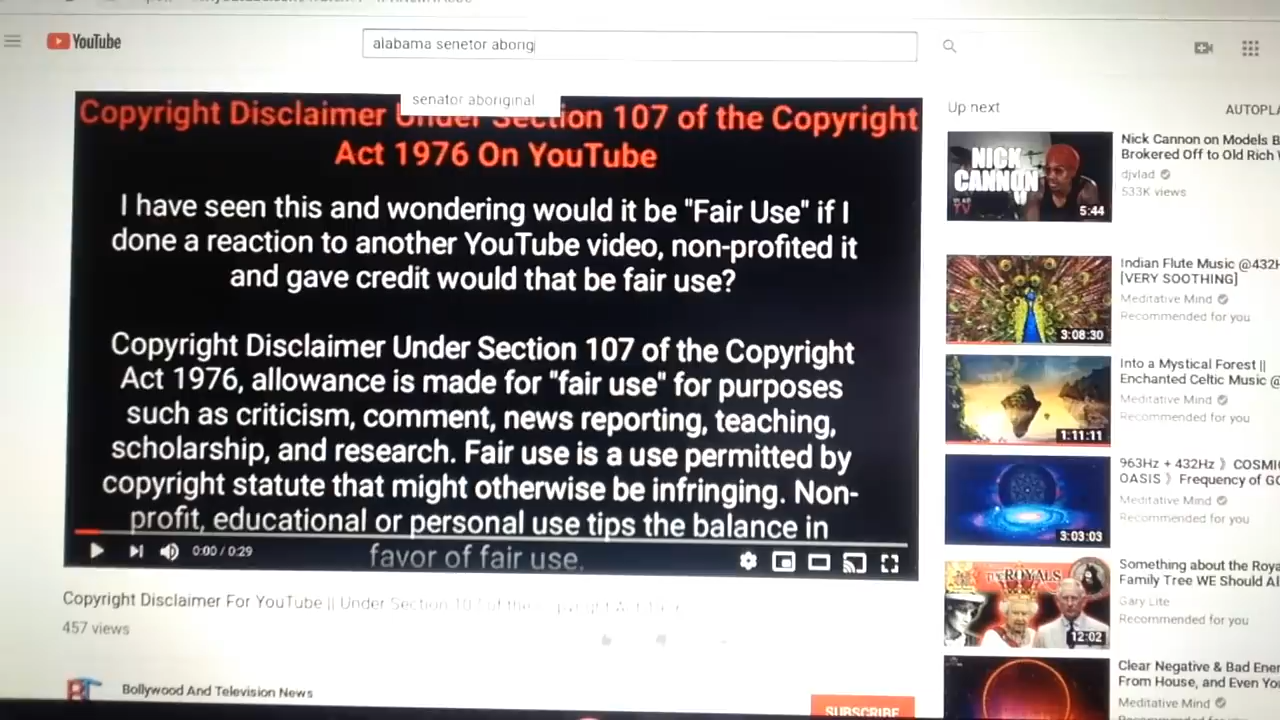 YouTube
alabama senetor aborig
senator aboriginal
Copyright Disclaimer Under Section 107 of the Copyright
Act 1976 On YouTube
I have seen this and wondering would it be "Fair Use" if I
done a reaction to another YouTube video, non-profited it
and gave credit would that be fair use?
Copyright Disclaimer Under Section 107 of the Copyright
Act 1976, allowance is made for "fair use" for purposes
such as criticism, comment, news reporting, teaching,
scholarship, and research. Fair use is a use permitted by
copyright statute that might otherwise be infringing. Non-
profit, educational or personal use tips the balance in
favor of fair use.
0:00 / 0:29
Copyright Disclaimer For YouTube || Under Section
457 views
Bollywood And Television News
SUBSCRIBE
Up next
AUTOPLA
NICK
CANNON
5:44
Nick Cannon on Models B
Brokered Off to Old Rich
djvlad
533K views
3:08:30
Indian Flute Music @432H
[VERY SOOTHING]
Meditative Mind
Recommended for you
1:11:11
Into a Mystical Forest ||
Enchanted Celtic Music @
Meditative Mind
Recommended for you
3:03:03
963Hz + 432Hz 》 COSMI
OASIS 》 Frequency of GO
Meditative Mind
Recommended for you
THE ROYALS
12:02
Something about the Roya
Family Tree WE Should Al
Gary Lite
Recommended for you
Clear Negative & Bad Ener
From House, and Even You
Meditative Mind
Recommended for you